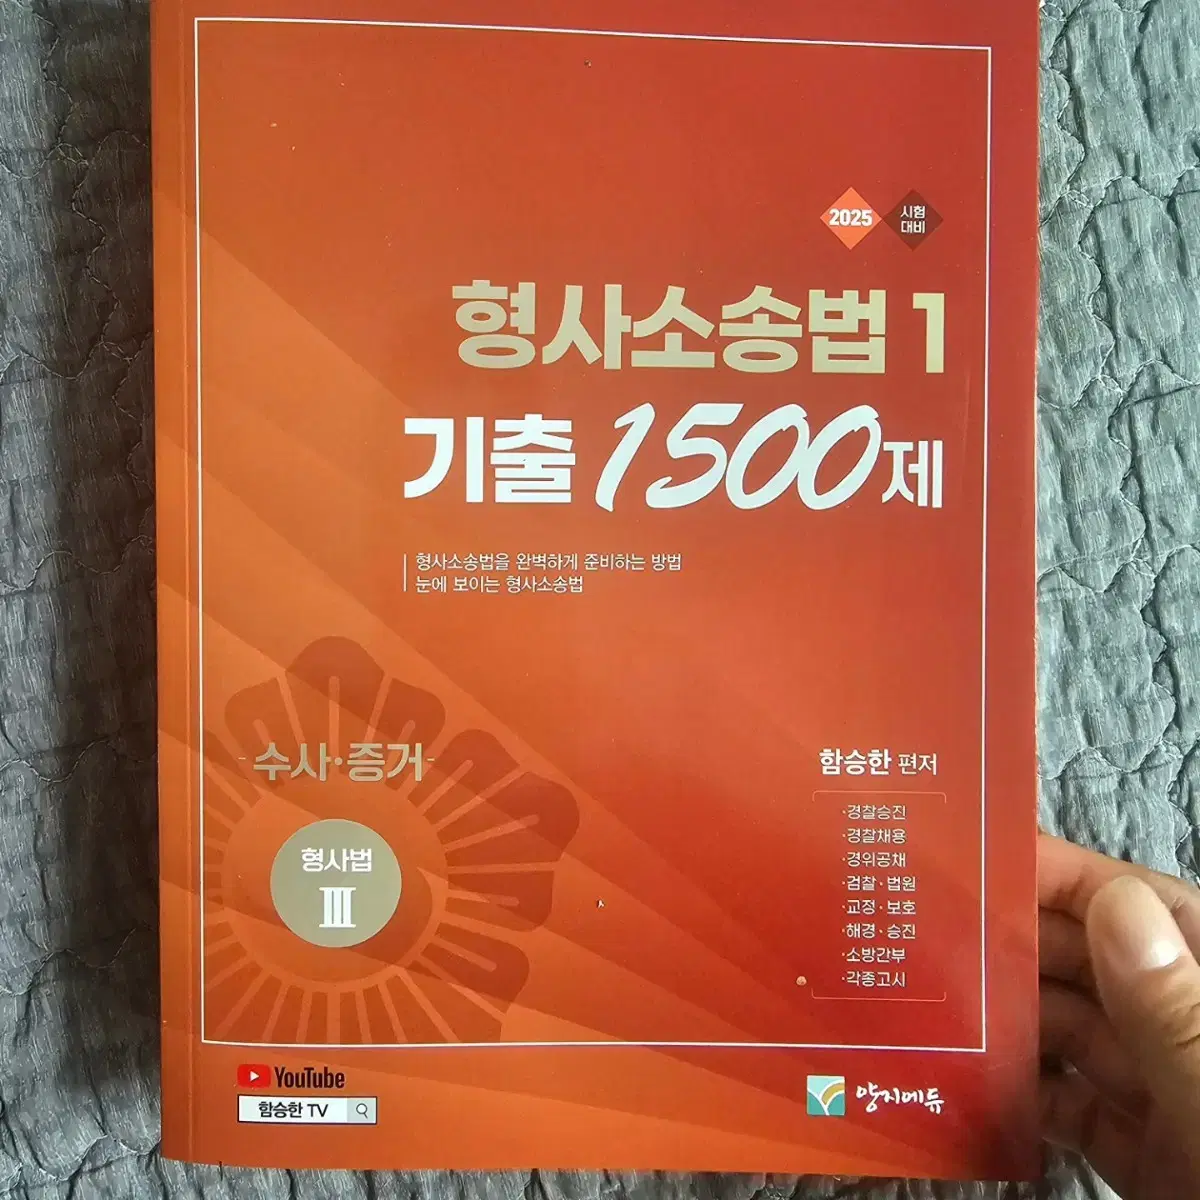 2025 시험
대비
형사소송법 1
기출 1500제
형사소송법을 완벽하게 준비하는 방법
눈에 보이는 형사소송법
수사·증거
형사법
III
함승한 편저
·경찰승진
·경찰채용
·경위공채
·검찰·법원
·교정·보호
·해경·승진
·소방간부
·각종고시
YouTube
함승한 TV
양지에듀